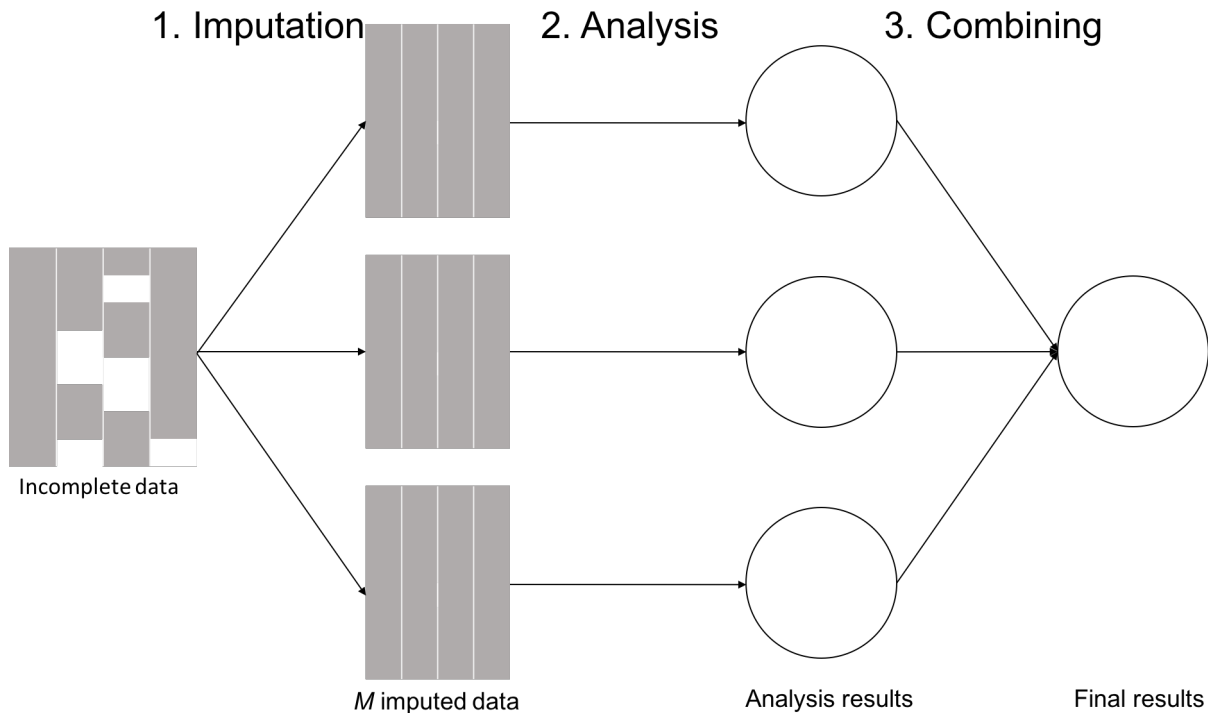 1. Imputation
2. Analysis
3. Combining
Incomplete data
M imputed data
Analysis results
Final results